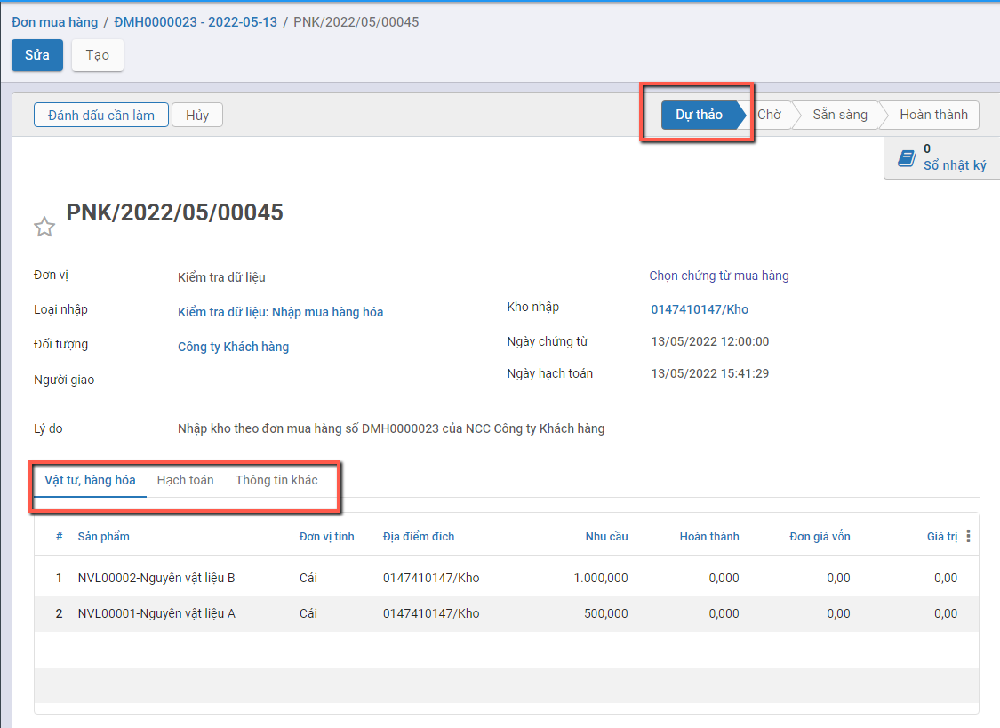 Đơn mua hàng / ĐMH0000023 - 2022-05-13 / PNK/2022/05/00045
Sửa Tạo
Đánh dấu cần làm Hủy Dự thảo Chờ Sẵn sàng Hoàn thành
0
Sổ nhật ký
PNK/2022/05/00045
Đơn vị Kiểm tra dữ liệu Chọn chứng từ mua hàng
Loại nhập Kiểm tra dữ liệu: Nhập mua hàng hóa Kho nhập 0147410147/Kho
Đối tượng Công ty Khách hàng Ngày chứng từ 13/05/2022 12:00:00
Người giao Ngày hạch toán 13/05/2022 15:41:29
Lý do Nhập kho theo đơn mua hàng số ĐMH0000023 của NCC Công ty Khách hàng
Vật tư, hàng hóa Hạch toán Thông tin khác
# Sản phẩm Đơn vị tính Địa điểm đích Nhu cầu Hoàn thành Đơn giá vốn Giá trị
1 NVL00002-Nguyên vật liệu B Cái 0147410147/Kho 1.000,000 0,000 0,00 0,00
2 NVL00001-Nguyên vật liệu A Cái 0147410147/Kho 500,000 0,000 0,00 0,00